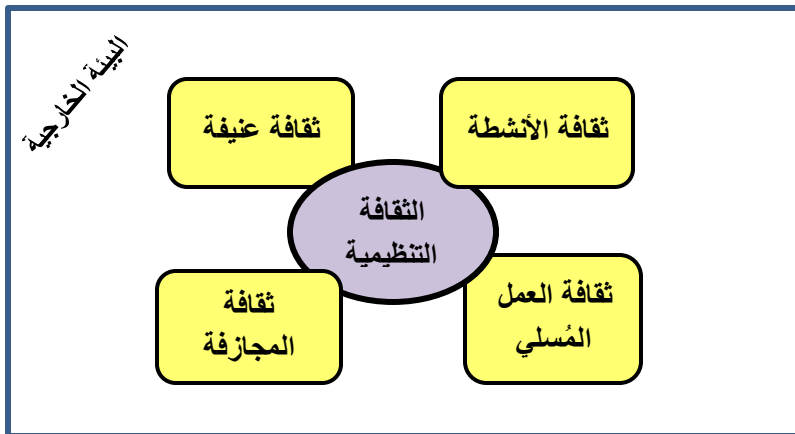 البيئة الخارجية
ثقافة الأنشطة
ثقافة عنيفة
الثقافة
التنظيمية
ثقافة العمل
المُسلي
ثقافة
المجازفة